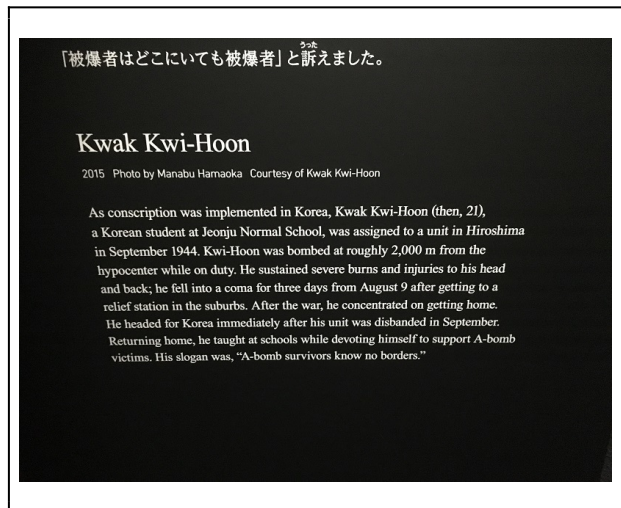 「被爆者はどこにいても被爆者」と訴えました。
うった
Kwak Kwi-Hoon
2015 Photo by Manabu Hamaoka Courtesy of Kwak Kwi-Hoon
As conscription was implemented in Korea, Kwak Kwi-Hoon (then, 21),
a Korean student at Jeonju Normal School, was assigned to a unit in Hiroshima
in September 1944. Kwi-Hoon was bombed at roughly 2,000 m from the
hypocenter while on duty. He sustained severe burns and injuries to his head
and back; he fell into a coma for three days from August 9 after getting to a
relief station in the suburbs. After the war, he concentrated on getting home.
He headed for Korea immediately after his unit was disbanded in September.
Returning home, he taught at schools while devoting himself to support A-bomb
victims. His slogan was, “A-bomb survivors know no borders.”